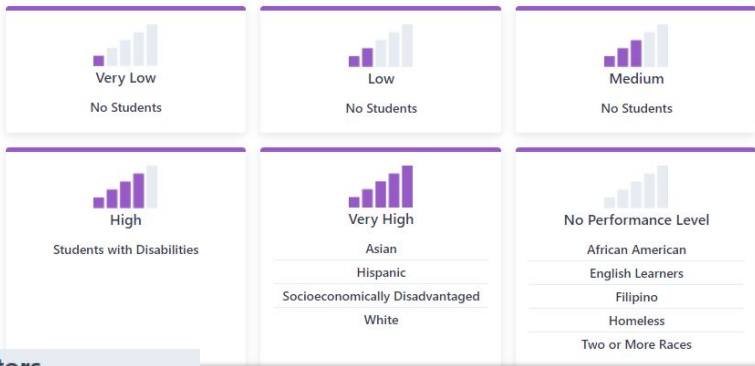 Very Low
No Students
Low
No Students
Medium
No Students
High
Students with Disabilities
Very High
Asian
Hispanic
Socioeconomically Disadvantaged
White
No Performance Level
African American
English Learners
Filipino
Homeless
Two or More Races